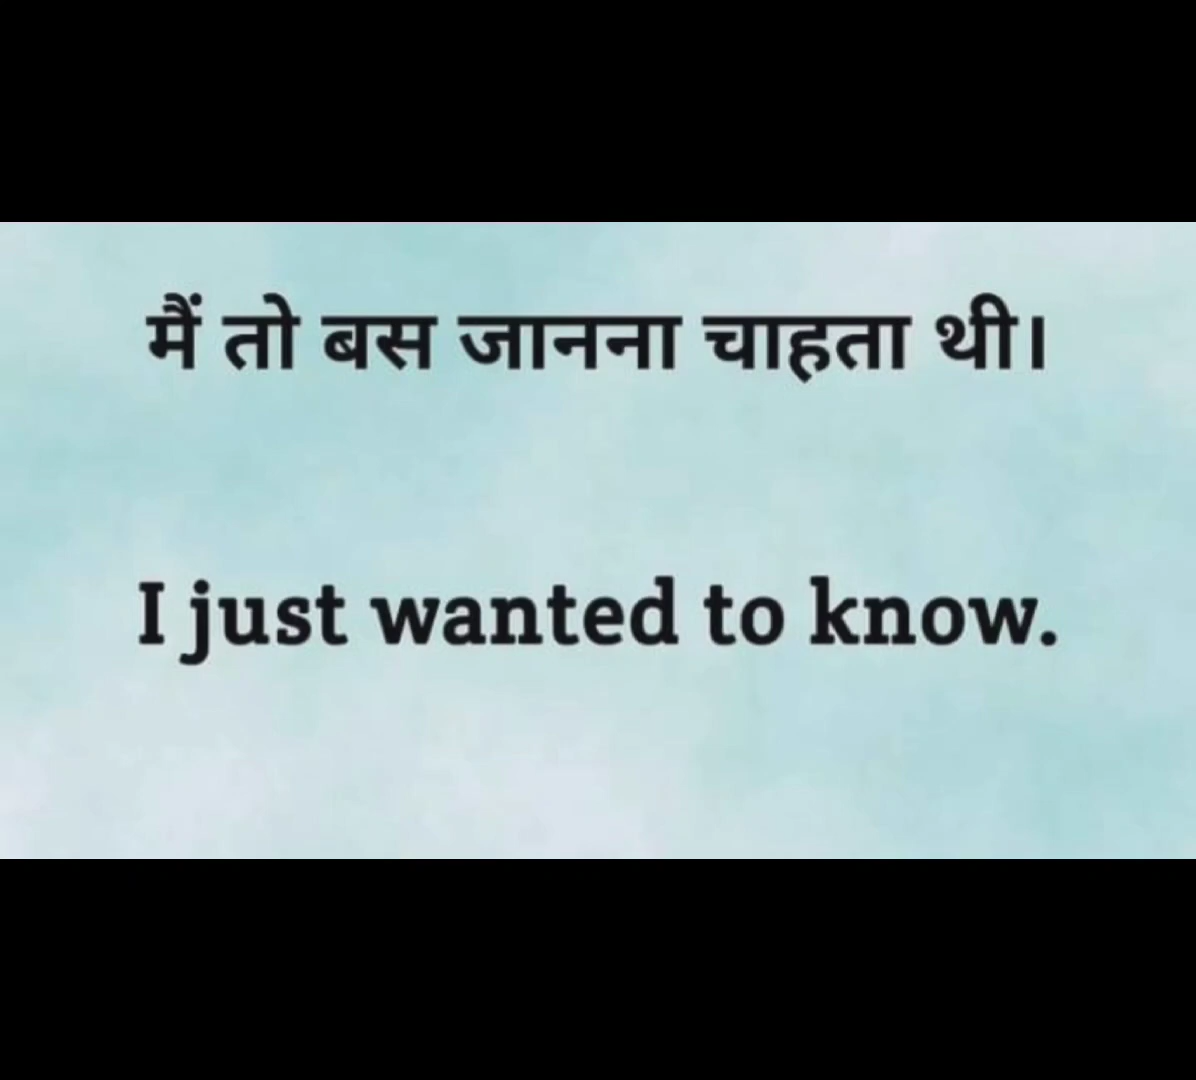 मैं तो बस जानना चाहता थी।
I just wanted to know.